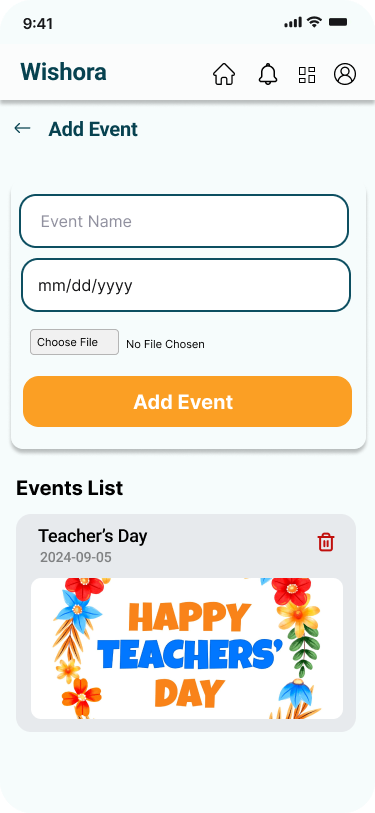 9:41
Wishora
Add Event
Event Name
mm/dd/yyyy
Choose File
No File Chosen
Add Event
Events List
Teacher's Day
2024-09-05
HAPPY
TEACHERS'
DAY